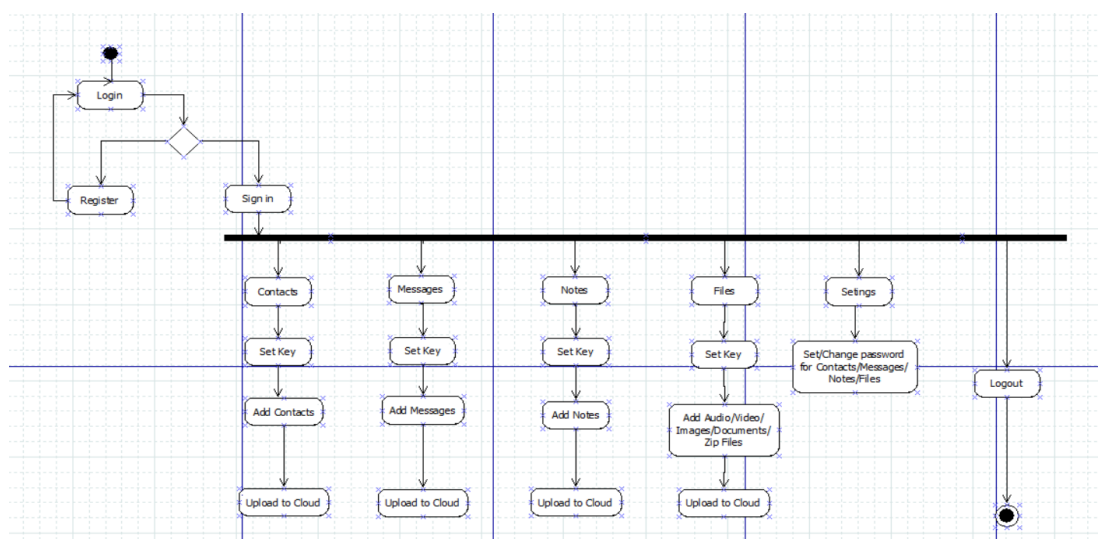 Login
Register
Sign in
Contacts
Messages
Notes
Files
Setings
Set Key
Set Key
Set Key
Set Key
Set/Change password
for Contacts/Messages/
Notes/Files
Logout
Add Contacts
Add Messages
Add Notes
Add Audio/Video/
Images/Documents/
Zip Files
Upload to Cloud
Upload to Cloud
Upload to Cloud
Upload to Cloud